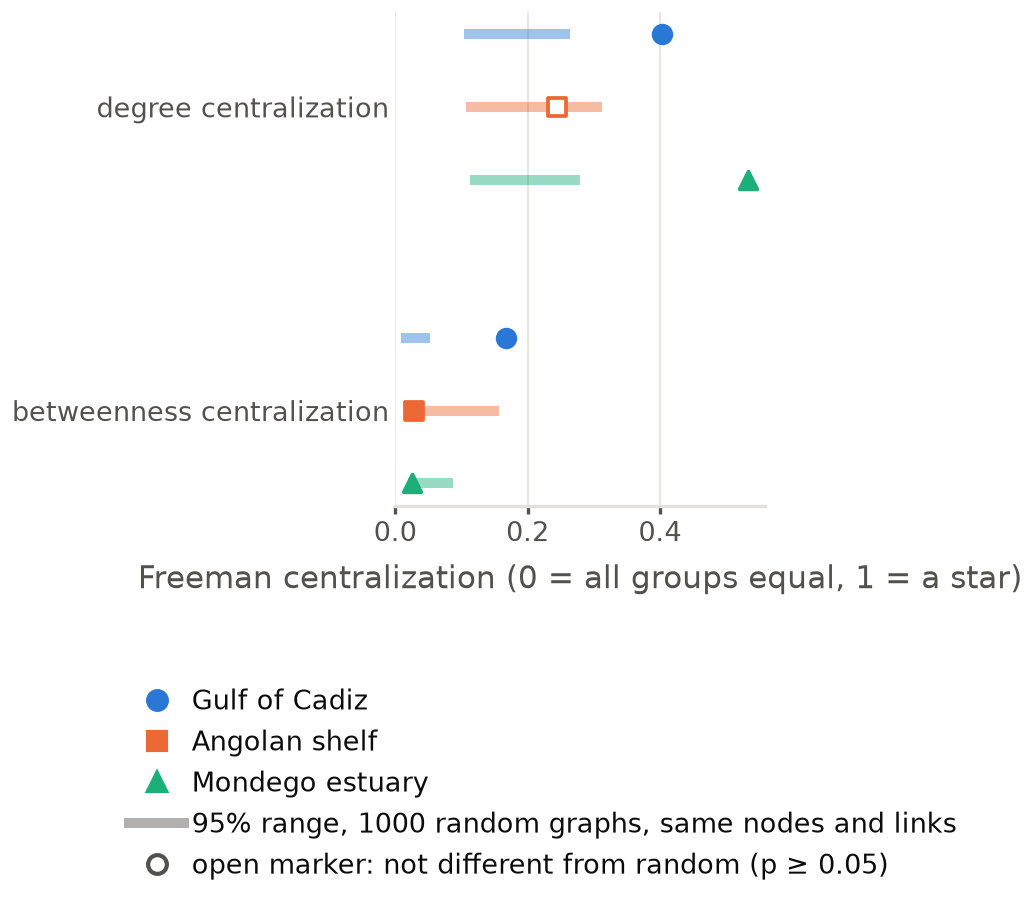 degree centralization
betweenness centralization
0.0 0.2 0.4
Freeman centralization (0 = all groups equal, 1 = a star)
Gulf of Cadiz
Angolan shelf
Mondego estuary
95% range, 1000 random graphs, same nodes and links
open marker: not different from random (p ≥ 0.05)